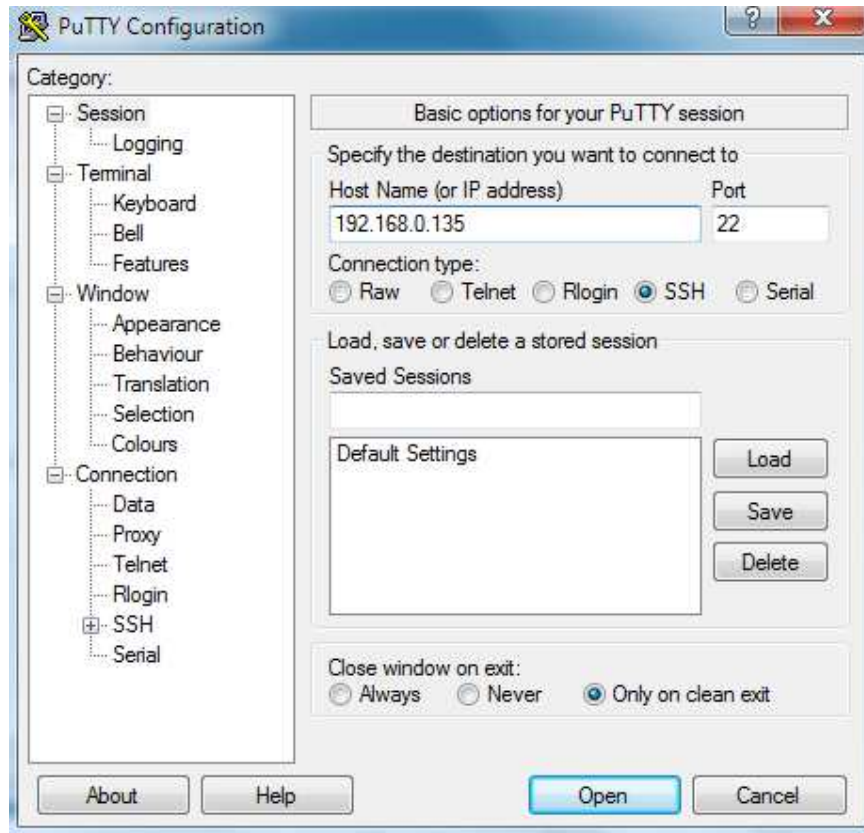 PuTTY Configuration
Category:
Session
Logging
Terminal
Keyboard
Bell
Features
Window
Appearance
Behaviour
Translation
Selection
Colours
Connection
Data
Proxy
Telnet
Rlogin
SSH
Serial
Basic options for your PuTTY session
Specify the destination you want to connect to
Host Name (or IP address) Port
192.168.0.135 22
Connection type:
Raw Telnet Rlogin SSH Serial
Load, save or delete a stored session
Saved Sessions
Default Settings
Load
Save
Delete
Close window on exit:
Always Never Only on clean exit
About Help Open Cancel